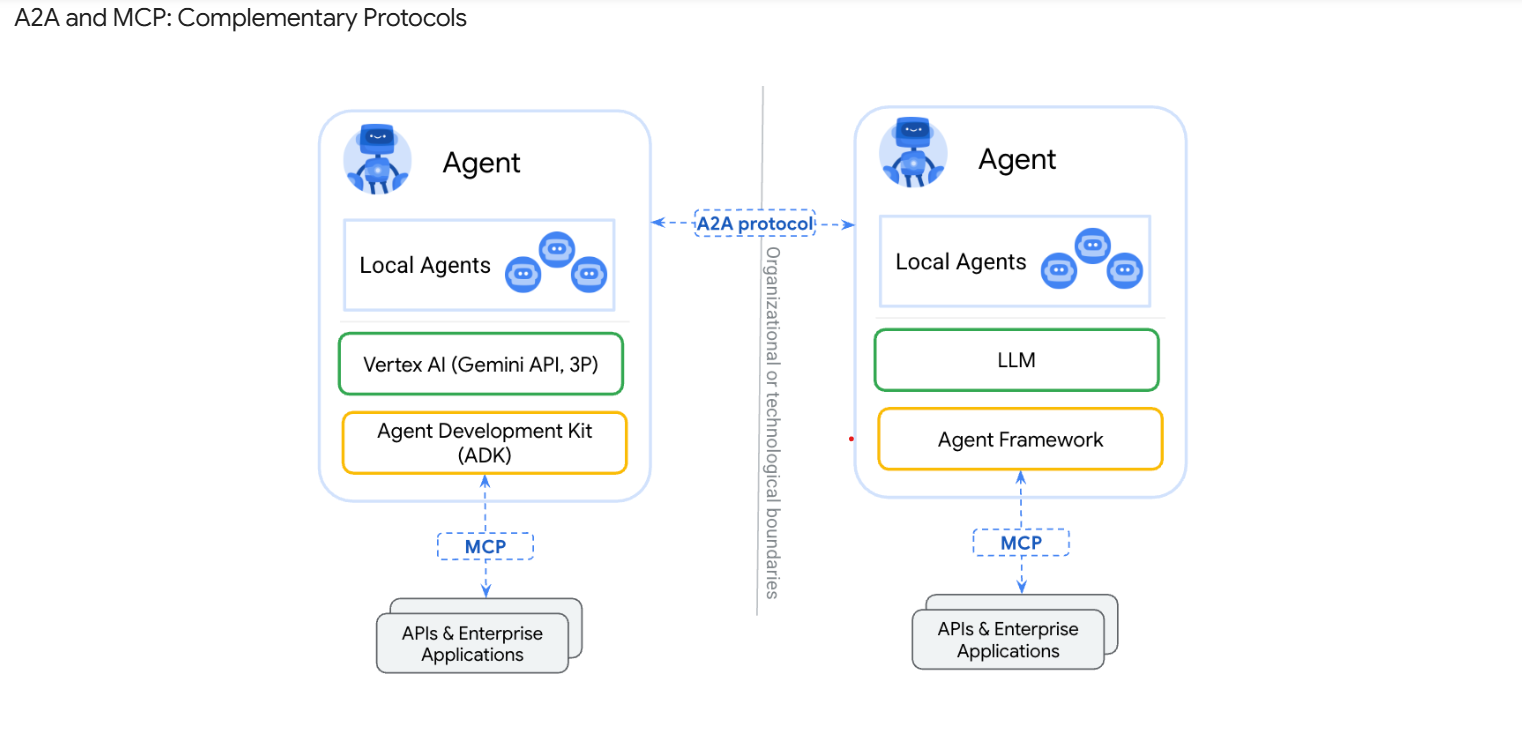 A2A and MCP: Complementary Protocols
Agent
Local Agents
Vertex AI (Gemini API, 3P)
Agent Development Kit
(ADK)
MCP
APIs & Enterprise
Applications
A2A protocol
Organizational or technological boundaries
Agent
Local Agents
LLM
Agent Framework
MCP
APIs & Enterprise
Applications